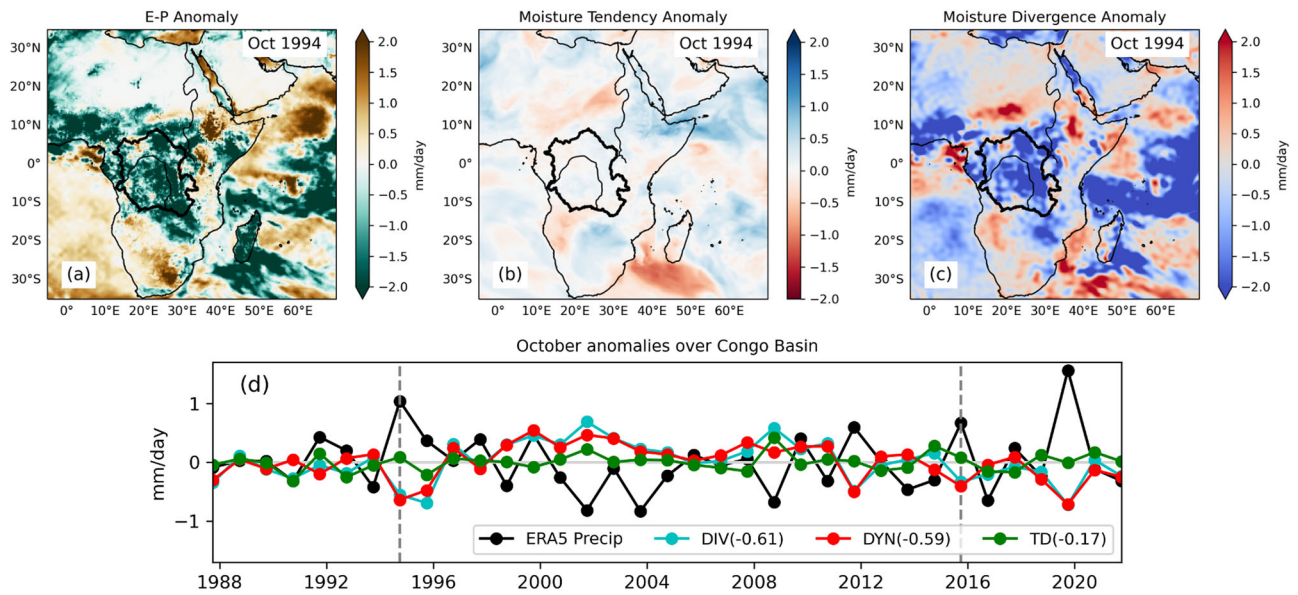 E-P Anomaly
Oct 1994
30°N
20°N
10°N
0°
10°S
20°S
30°S
(a)
0° 10°E 20°E 30°E 40°E 50°E 60°E
2.0
1.5
1.0
0.5
0.0
−0.5
−1.0
−1.5
−2.0
mm/day
Moisture Tendency Anomaly
Oct 1994
30°N
20°N
10°N
0°
10°S
20°S
30°S
(b)
0° 10°E 20°E 30°E 40°E 50°E 60°E
2.0
1.5
1.0
0.5
0.0
−0.5
−1.0
−1.5
−2.0
mm/day
Moisture Divergence Anomaly
Oct 1994
30°N
20°N
10°N
0°
10°S
20°S
30°S
(c)
0° 10°E 20°E 30°E 40°E 50°E 60°E
2.0
1.5
1.0
0.5
0.0
−0.5
−1.0
−1.5
−2.0
mm/day
October anomalies over Congo Basin
(d)
mm/day
1
0
−1
ERA5 Precip DIV(-0.61) DYN(-0.59) TD(-0.17)
1988 1992 1996 2000 2004 2008 2012 2016 2020